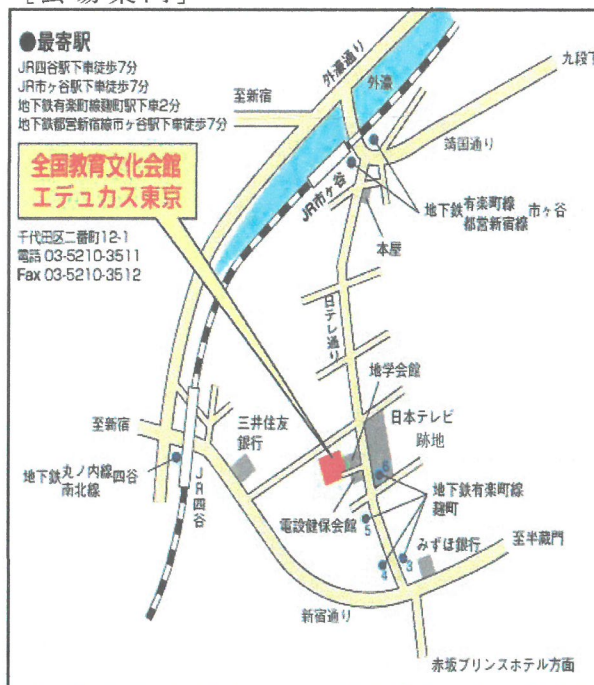 ●最寄駅
JR四谷駅下車徒歩7分
JR市ヶ谷駅下車徒歩7分
地下鉄有楽町線麹町駅下車2分
地下鉄都営新宿線市ヶ谷駅下車徒歩7分
全国教育文化会館
エデュカス東京
千代田区二番町12-1
電話 03-5210-3511
Fax 03-5210-3512
外濠通り
外濠
至新宿
九段下
靖国通り
JR市ヶ谷
地下鉄有楽町線
都営新宿線
市ヶ谷
本屋
日テレ通り
地学会館
日本テレビ
跡地
至新宿
三井住友
銀行
地下鉄丸ノ内線
南北線
四谷
JR四谷
6
地下鉄有楽町線
麹町
電設健保会館
5
みずほ銀行
至半蔵門
4
3
新宿通り
赤坂プリンスホテル方面